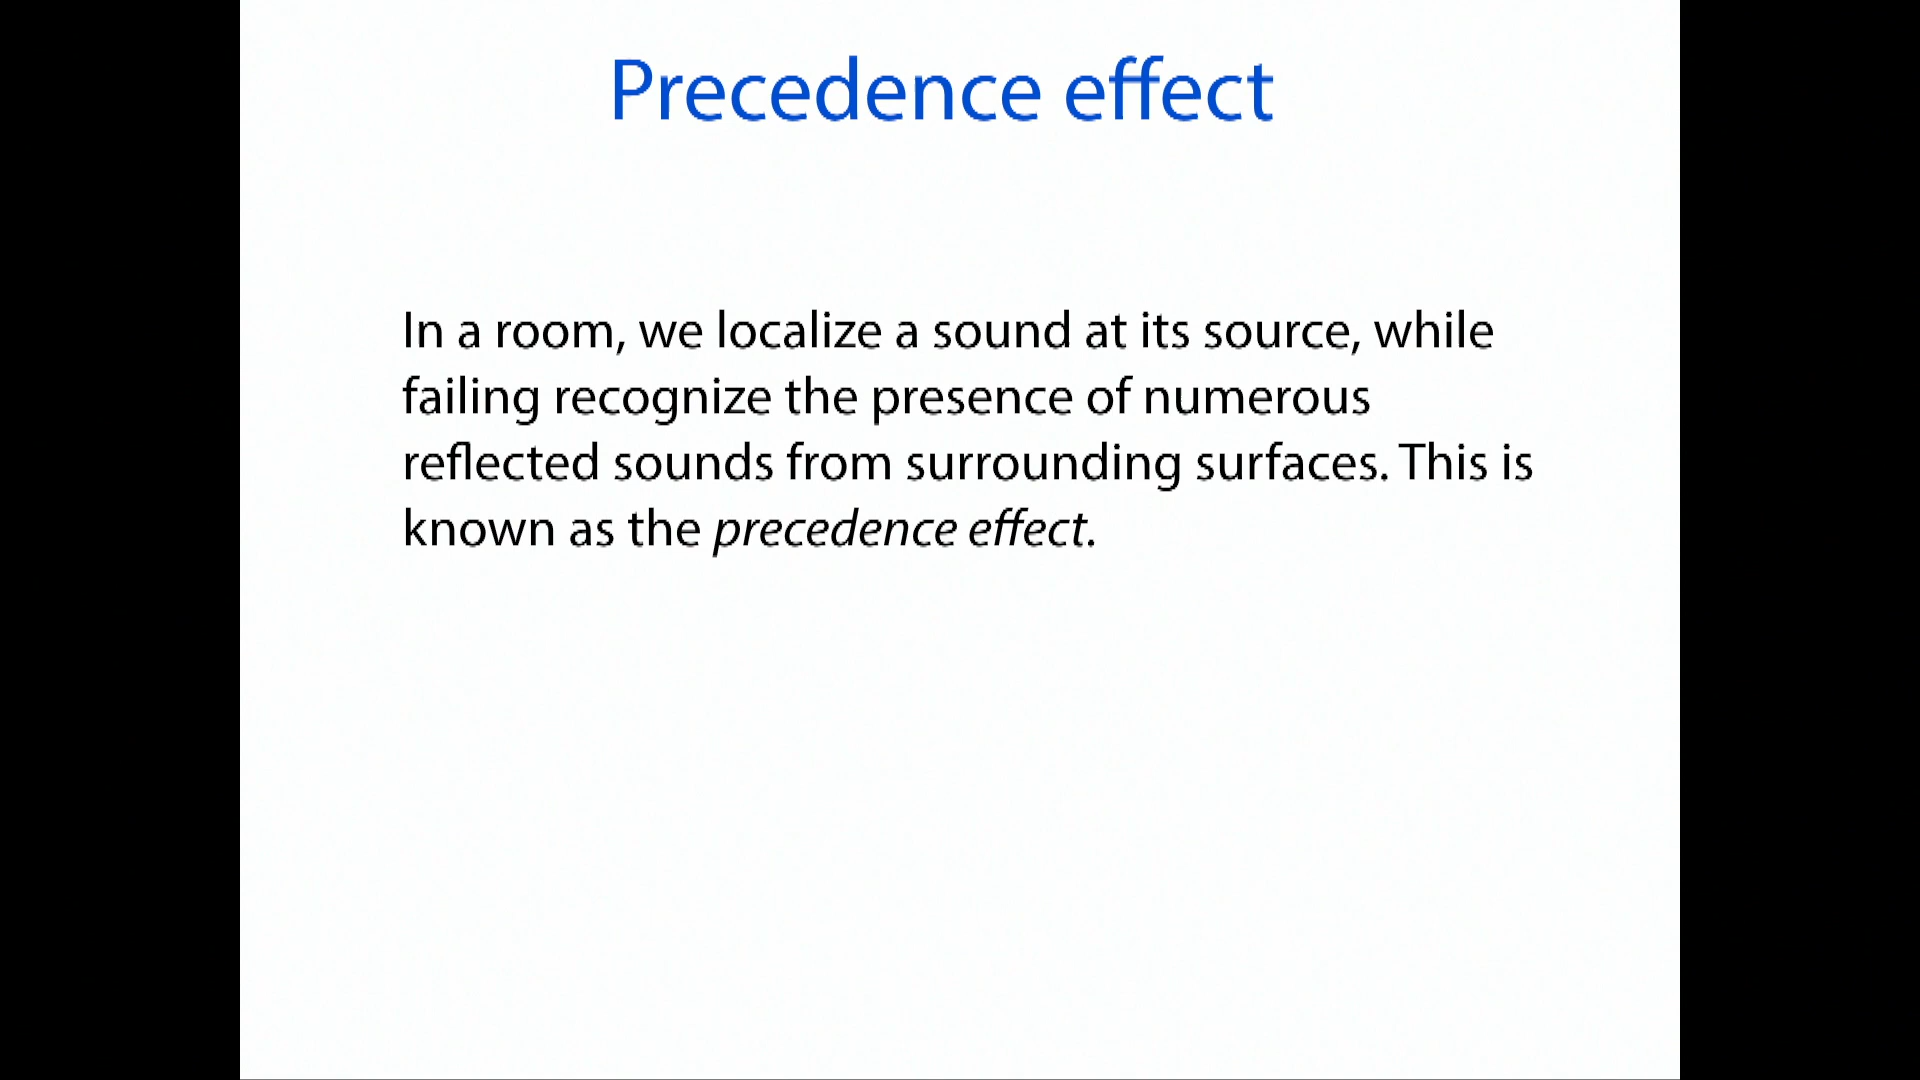 Precedence effect
In a room, we localize a sound at its source, while
failing recognize the presence of numerous
reflected sounds from surrounding surfaces. This is
known as the precedence effect.